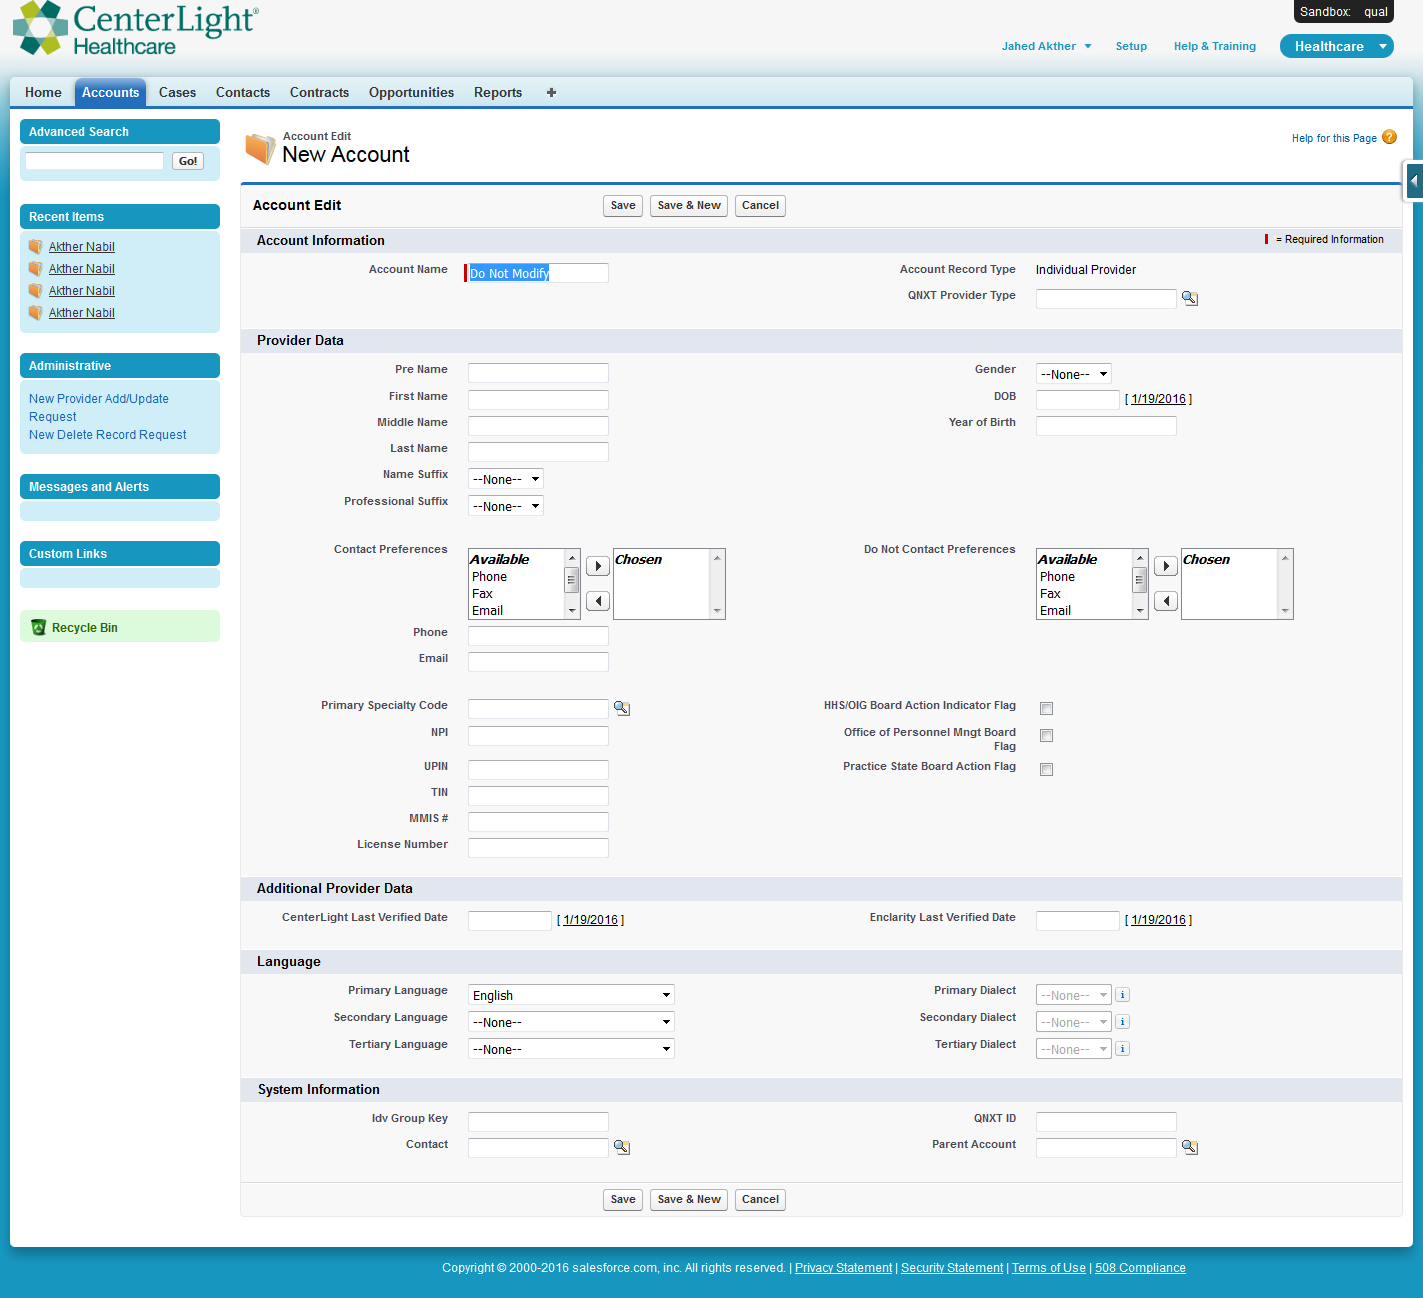 CenterLight®
Healthcare
Sandbox: qual
Jahed Akther Setup Help & Training Healthcare
Home Accounts Cases Contacts Contracts Opportunities Reports +
Advanced Search
Go!
Recent Items
Akther Nabil
Akther Nabil
Akther Nabil
Akther Nabil
Administrative
New Provider Add/Update
Request
New Delete Record Request
Messages and Alerts
Custom Links
Recycle Bin
Account Edit
New Account
Help for this Page ?
Account Edit Save Save & New Cancel
Account Information = Required Information
Account Name Do Not Modify Account Record Type Individual Provider
QNXT Provider Type
Provider Data
Pre Name Gender --None--
First Name DOB [ 1/19/2016 ]
Middle Name Year of Birth
Last Name
Name Suffix --None--
Professional Suffix --None--
Contact Preferences Available Chosen Do Not Contact Preferences Available Chosen
Phone Phone
Fax Fax
Email Email
Phone
Email
Primary Specialty Code HHS/OIG Board Action Indicator Flag
NPI Office of Personnel Mngt Board
Flag
UPIN Practice State Board Action Flag
TIN
MMIS #
License Number
Additional Provider Data
CenterLight Last Verified Date [ 1/19/2016 ] Enclarity Last Verified Date [ 1/19/2016 ]
Language
Primary Language English Primary Dialect --None-- i
Secondary Language --None-- Secondary Dialect --None-- i
Tertiary Language --None-- Tertiary Dialect --None-- i
System Information
Idv Group Key QNXT ID
Contact Parent Account
Save Save & New Cancel
Copyright © 2000-2016 salesforce.com, inc. All rights reserved. | Privacy Statement | Security Statement | Terms of Use | 508 Compliance